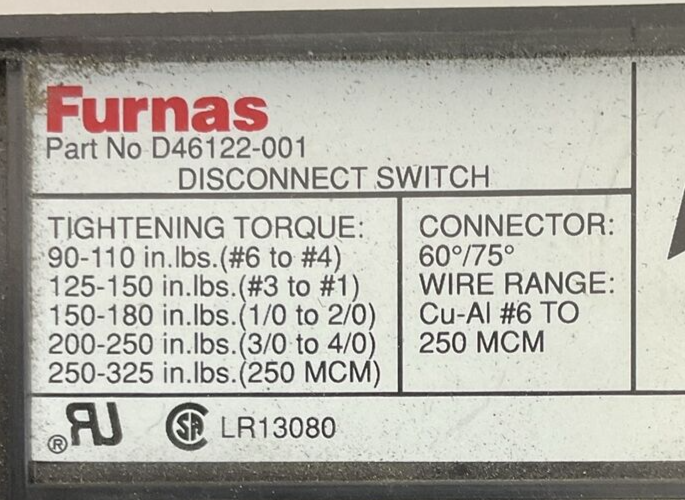 Furnas
Part No D46122-001
DISCONNECT SWITCH
TIGHTENING TORQUE:
90-110 in.lbs.(#6 to #4)
125-150 in.lbs.(#3 to #1)
150-180 in.lbs.(1/0 to 2/0)
200-250 in.lbs.(3/0 to 4/0)
250-325 in.lbs.(250 MCM)
CONNECTOR:
60°/75°
WIRE RANGE:
Cu-Al #6 TO
250 MCM
® RU SA LR13080